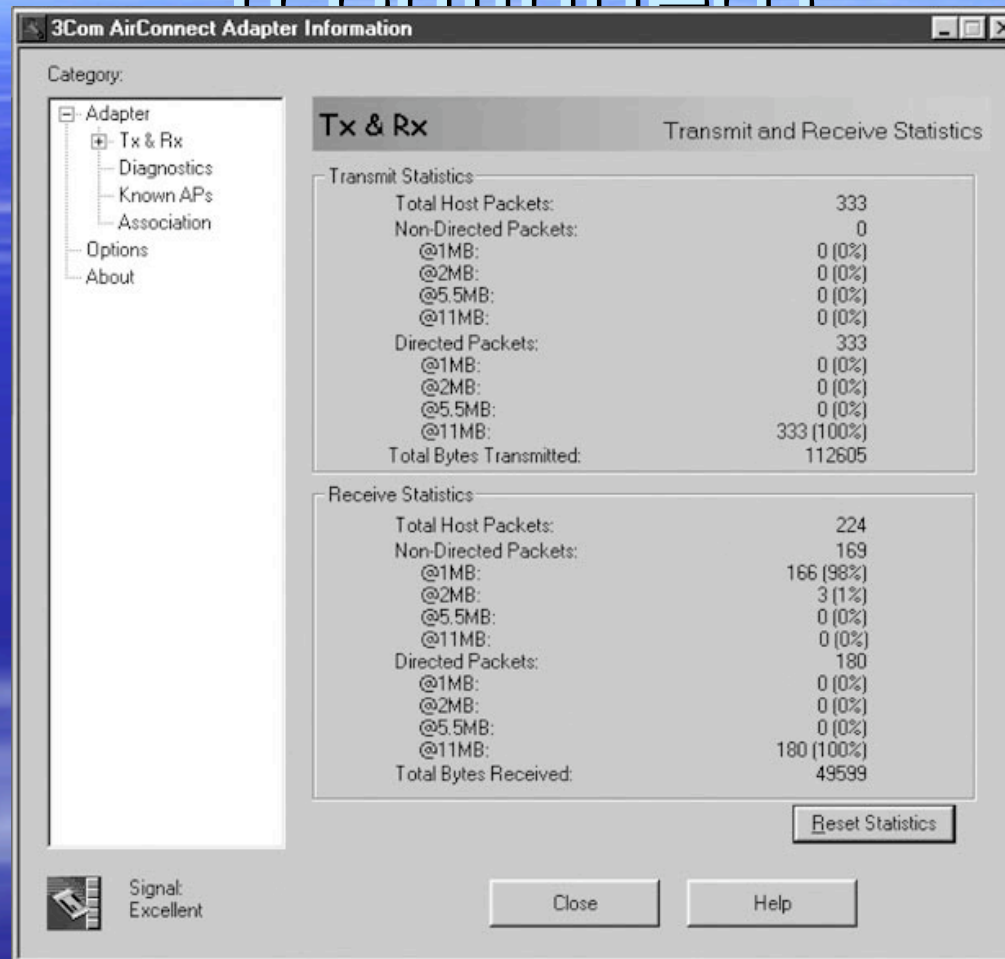 3Com AirConnect Adapter Information
Category:
Adapter
Tx & Rx
Diagnostics
Known APs
Association
Options
About
Tx & Rx Transmit and Receive Statistics
Transmit Statistics
Total Host Packets: 333
Non-Directed Packets: 0
@1MB: 0 (0%)
@2MB: 0 (0%)
@5.5MB: 0 (0%)
@11MB: 0 (0%)
Directed Packets: 333
@1MB: 0 (0%)
@2MB: 0 (0%)
@5.5MB: 0 (0%)
@11MB: 333 (100%)
Total Bytes Transmitted: 112605
Receive Statistics
Total Host Packets: 224
Non-Directed Packets: 169
@1MB: 166 (98%)
@2MB: 3 (1%)
@5.5MB: 0 (0%)
@11MB: 0 (0%)
Directed Packets: 180
@1MB: 0 (0%)
@2MB: 0 (0%)
@5.5MB: 0 (0%)
@11MB: 180 (100%)
Total Bytes Received: 49599
Reset Statistics
Signal:
Excellent
Close
Help